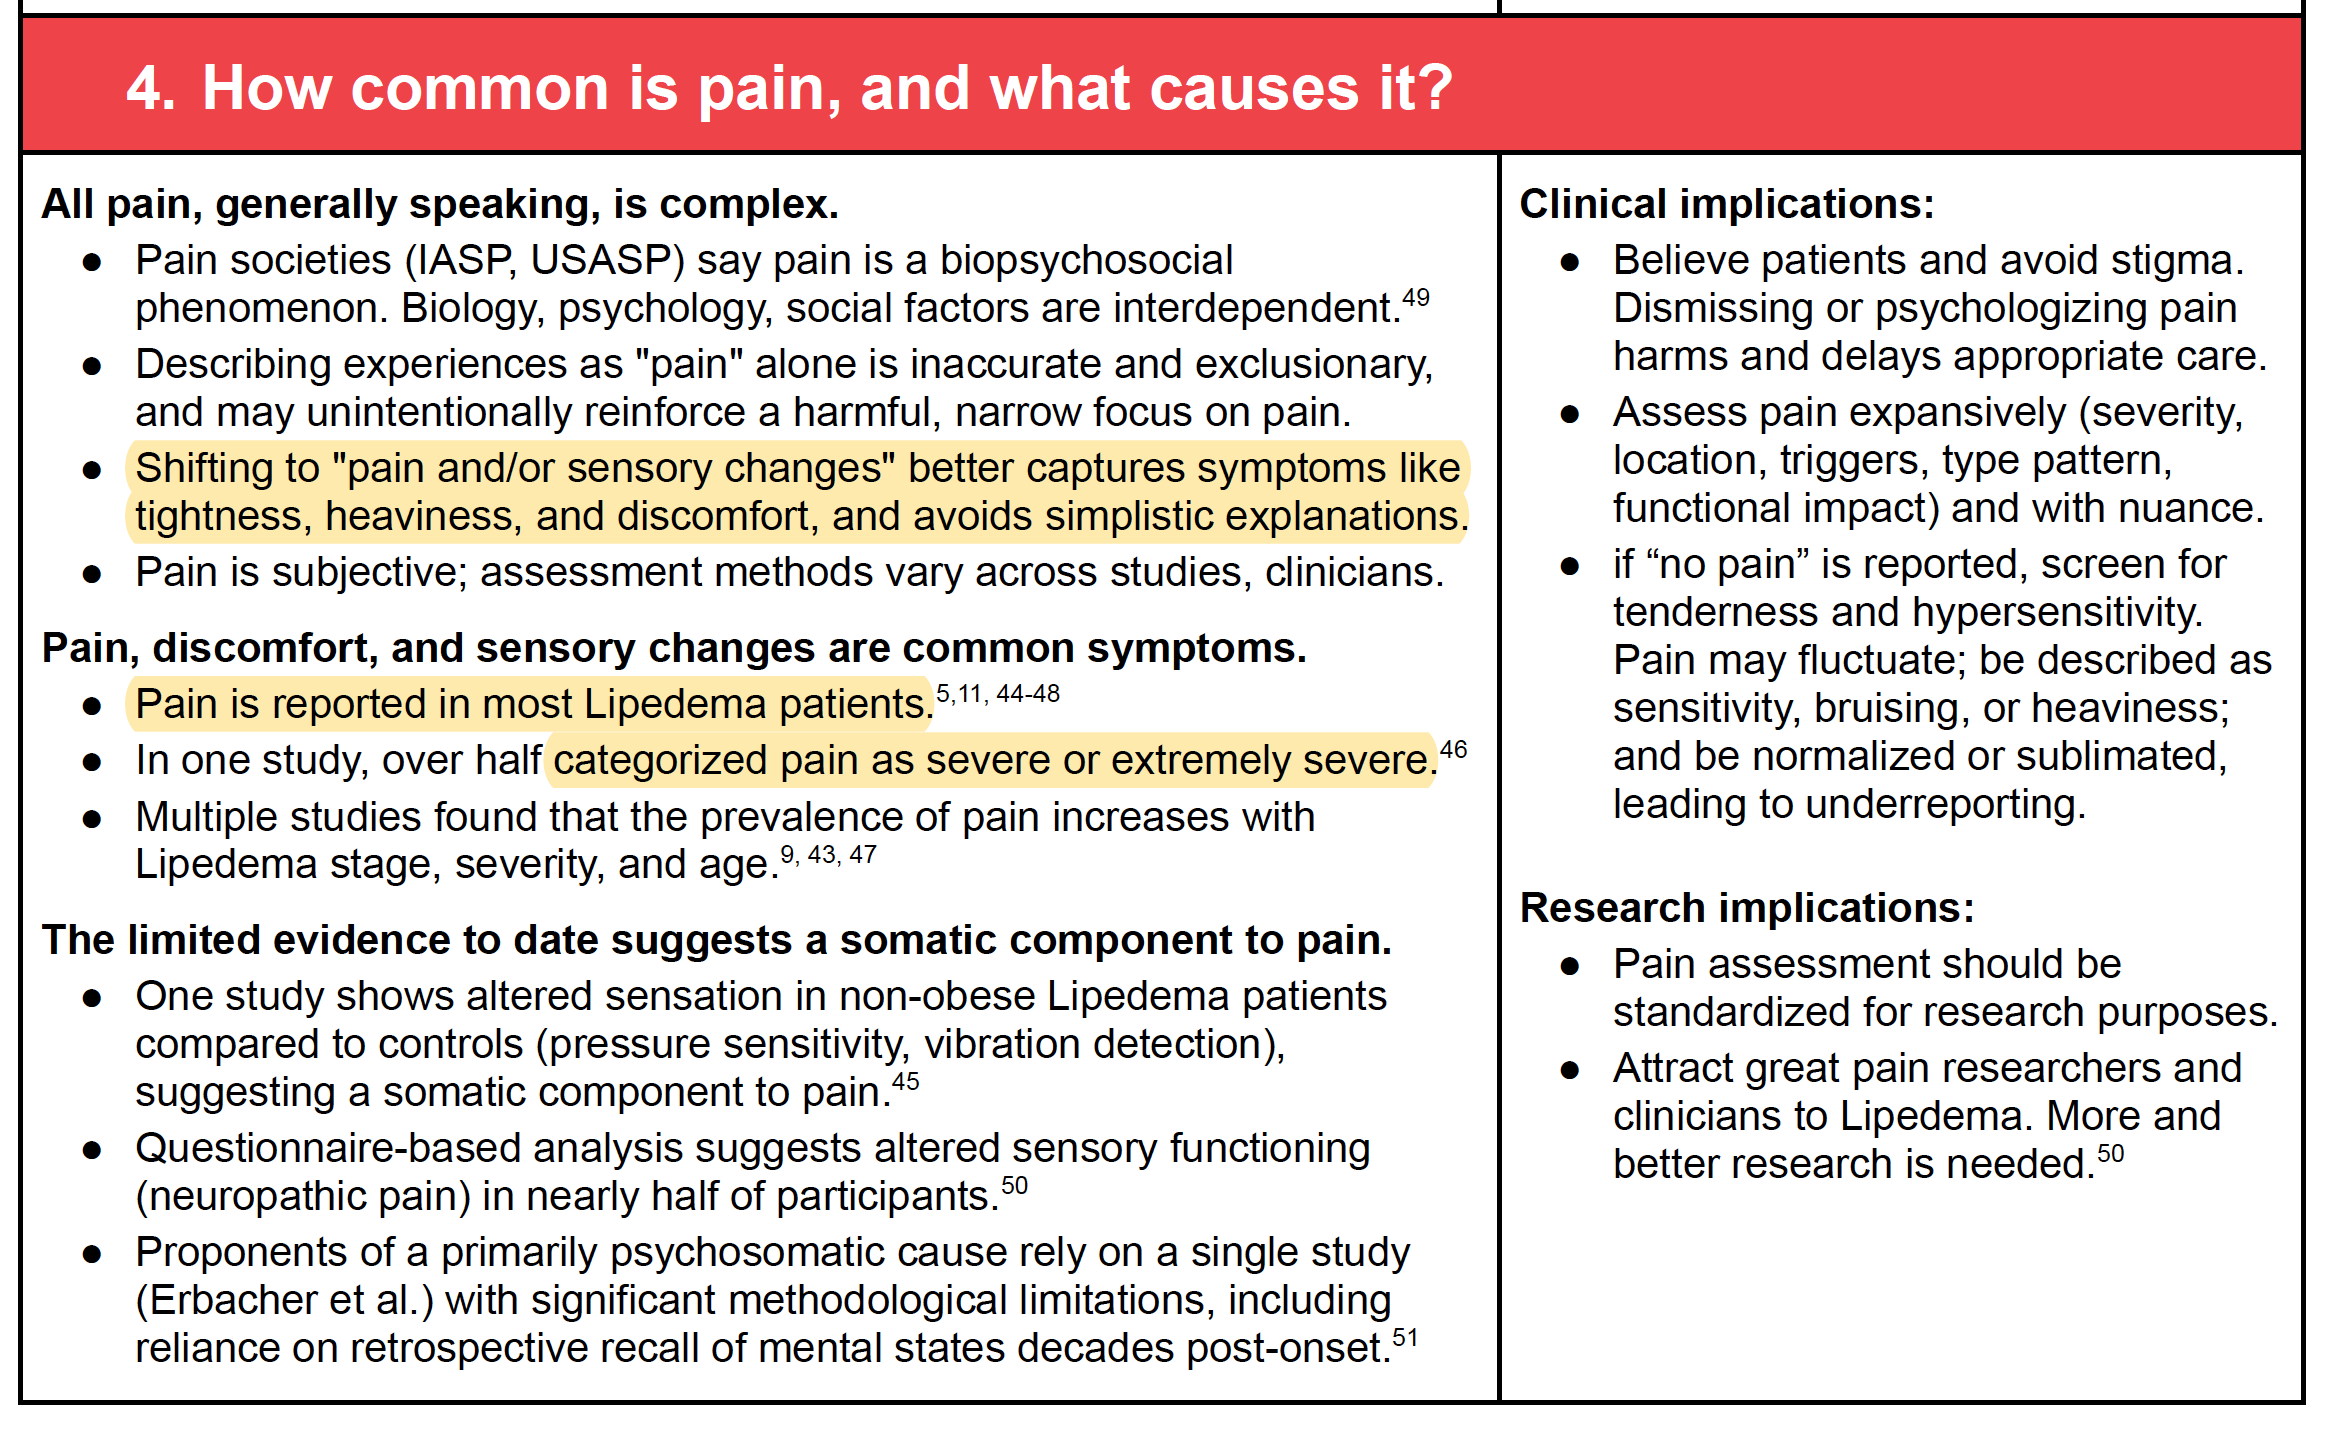 4. How common is pain, and what causes it?
All pain, generally speaking, is complex.
● Pain societies (IASP, USASP) say pain is a biopsychosocial
phenomenon. Biology, psychology, social factors are interdependent.49
● Describing experiences as "pain" alone is inaccurate and exclusionary,
and may unintentionally reinforce a harmful, narrow focus on pain.
● Shifting to "pain and/or sensory changes" better captures symptoms like
tightness, heaviness, and discomfort, and avoids simplistic explanations.
● Pain is subjective; assessment methods vary across studies, clinicians.
Pain, discomfort, and sensory changes are common symptoms.
● Pain is reported in most Lipedema patients.5,11, 44-48
● In one study, over half categorized pain as severe or extremely severe.46
● Multiple studies found that the prevalence of pain increases with
Lipedema stage, severity, and age.9, 43, 47
The limited evidence to date suggests a somatic component to pain.
● One study shows altered sensation in non-obese Lipedema patients
compared to controls (pressure sensitivity, vibration detection),
suggesting a somatic component to pain.45
● Questionnaire-based analysis suggests altered sensory functioning
(neuropathic pain) in nearly half of participants.50
● Proponents of a primarily psychosomatic cause rely on a single study
(Erbacher et al.) with significant methodological limitations, including
reliance on retrospective recall of mental states decades post-onset.51
Clinical implications:
● Believe patients and avoid stigma.
Dismissing or psychologizing pain
harms and delays appropriate care.
● Assess pain expansively (severity,
location, triggers, type pattern,
functional impact) and with nuance.
● if “no pain” is reported, screen for
tenderness and hypersensitivity.
Pain may fluctuate; be described as
sensitivity, bruising, or heaviness;
and be normalized or sublimated,
leading to underreporting.
Research implications:
● Pain assessment should be
standardized for research purposes.
● Attract great pain researchers and
clinicians to Lipedema. More and
better research is needed.50